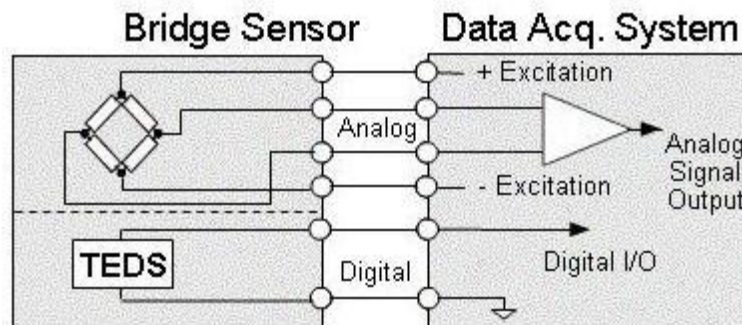 Bridge Sensor
Data Acq. System
+ Excitation
Analog
Analog
Signal
Output
- Excitation
TEDS
Digital
Digital I/O